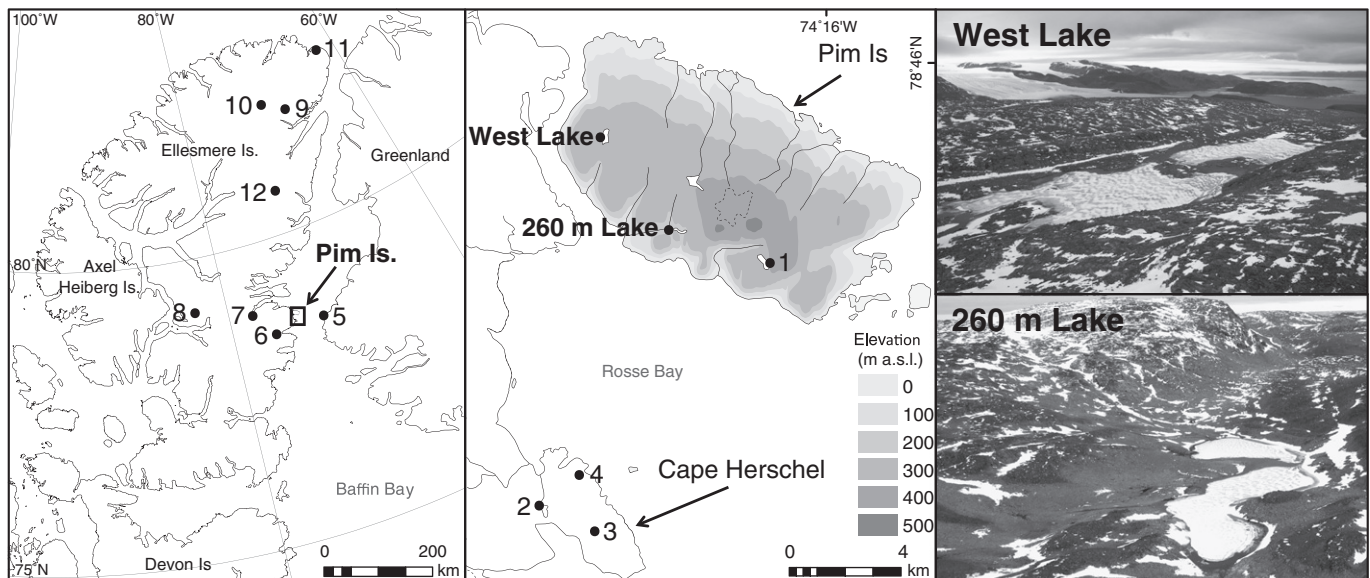 100°W
80°W
60°W
11
10
9
Ellesmere Is.
Greenland
12
Pim Is.
80°N
Axel
Heiberg Is.
8
7
5
6
Baffin Bay
75°N
Devon Is
0
200
km
74°16'W
Pim Is
78°46'N
West Lake
260 m Lake
1
Rosse Bay
Elevation
(m a.s.l.)
0
100
200
300
400
500
4
Cape Herschel
2
3
0
4
km
West Lake
260 m Lake